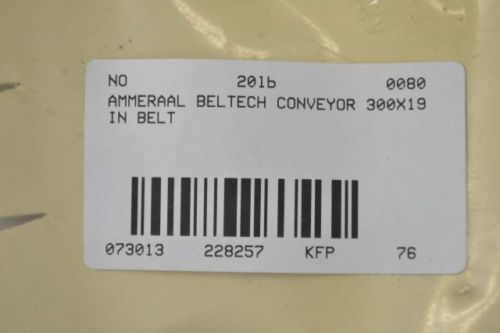 NO 201b 0080
AMMERAAL BELTECH CONVEYOR 300X19
IN BELT
073013 228257 KFP 76